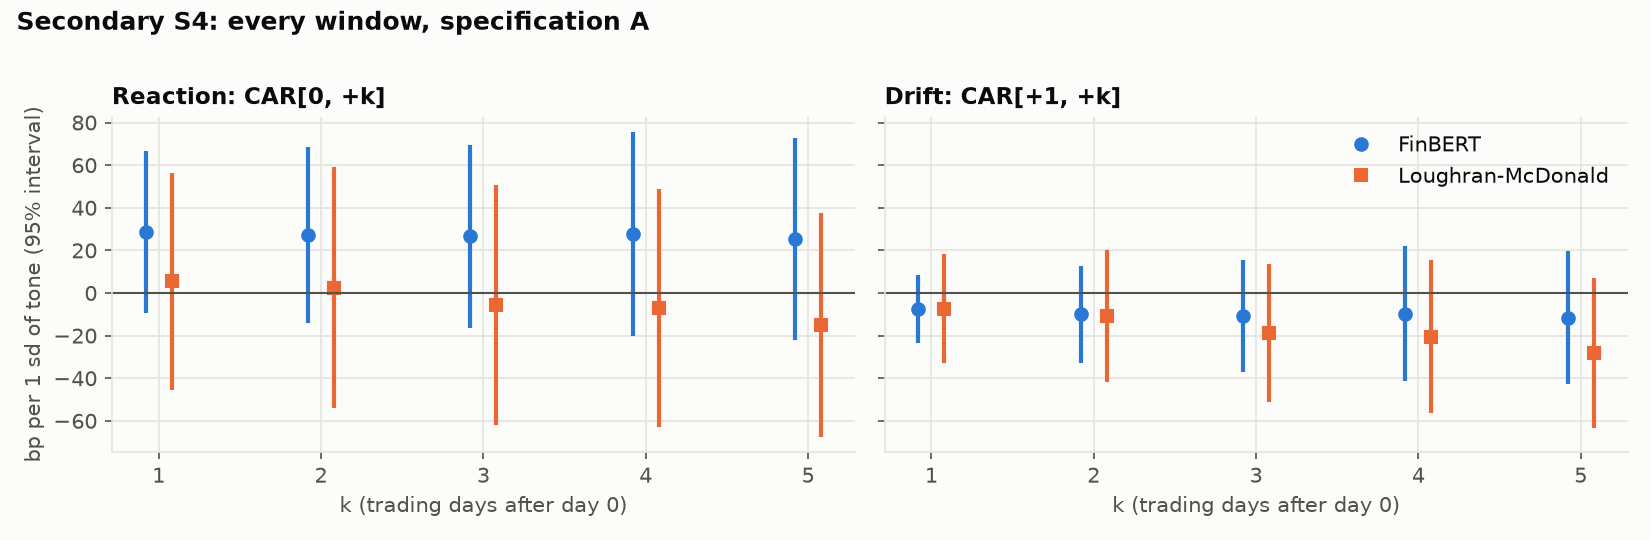 Secondary S4: every window, specification A
Reaction: CAR[0, +k]
bp per 1 sd of tone (95% interval)
80
60
40
20
0
−20
−40
−60
1 2 3 4 5
k (trading days after day 0)
Drift: CAR[+1, +k]
FinBERT
Loughran-McDonald
1 2 3 4 5
k (trading days after day 0)